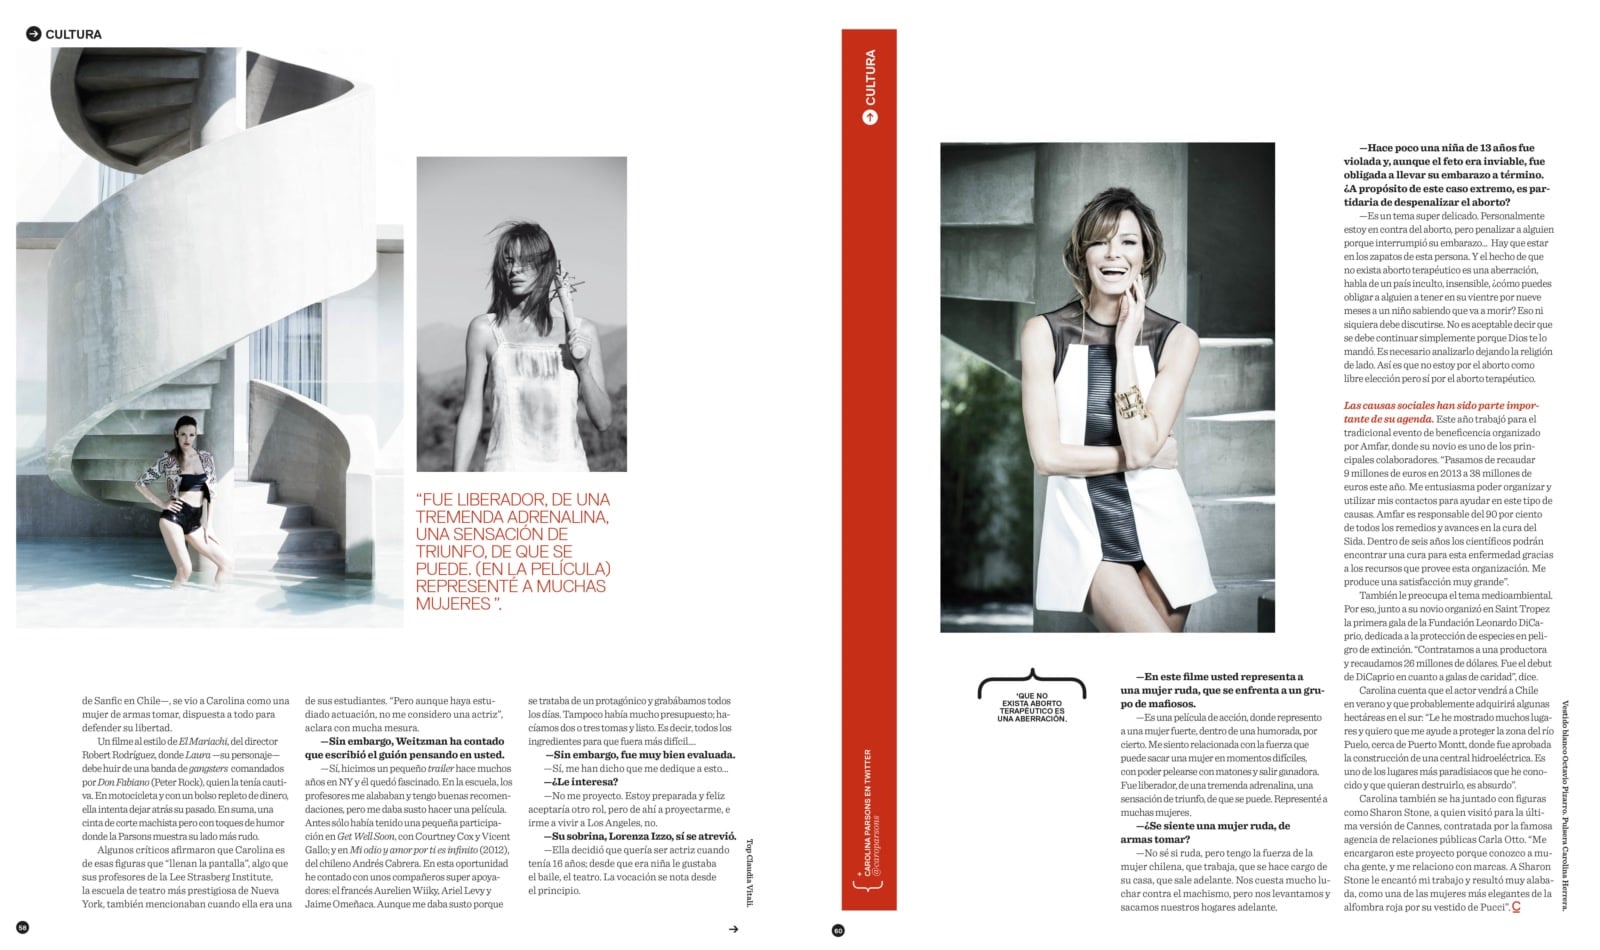 CULTURA
“FUE LIBERADOR, DE UNA
TREMENDA ADRENALINA,
UNA SENSACIÓN DE
TRIUNFO, DE QUE SE
PUEDE. (EN LA PELÍCULA)
REPRESENTÉ A MUCHAS
MUJERES ”.
de Sanfic en Chile—, se vio a Carolina como una
mujer de armas tomar, dispuesta a todo para
defender su libertad.
Un filme al estilo de El Mariachi, del director
Robert Rodríguez, donde Laura —su personaje—
debe huir de una banda de gangsters comandados
por Don Fabiano (Peter Rock), quien la tenía cauti-
va. En motocicleta y con un bolso repleto de dinero,
ella intenta dejar atrás su pasado. En suma, una
cinta de corte machista pero con toques de humor
donde la Parsons muestra su lado más rudo.
Algunos críticos afirmaron que Carolina es
de esas figuras que “llenan la pantalla”, algo que
sus profesores de la Lee Strasberg Institute,
la escuela de teatro más prestigiosa de Nueva
York, también mencionaban cuando ella era una
de sus estudiantes. “Pero aunque haya estu-
diado actuación, no me considero una actriz”,
aclara con mucha mesura.
—Sin embargo, Weitzman ha contado
que escribió el guión pensando en usted.
—Sí, hicimos un pequeño trailer hace muchos
años en NY y él quedó fascinado. En la escuela, los
profesores me alababan y tengo buenas recomen-
daciones, pero me daba susto hacer una película.
Antes sólo había tenido una pequeña participa-
ción en Get Well Soon, con Courtney Cox y Vicent
Gallo; y en Mi odio y amor por ti es infinito (2012),
del chileno Andrés Cabrera. En esta oportunidad
he contado con unos compañeros super apoya-
dores: el francés Aurelien Wiiky, Ariel Levy y
Jaime Omeñaca. Aunque me daba susto porque
se trataba de un protagónico y grabábamos todos
los días. Tampoco había mucho presupuesto; ha-
cíamos dos o tres tomas y listo. Es decir, todos los
ingredientes para que fuera más difícil....
—Sin embargo, fue muy bien evaluada.
—Sí, me han dicho que me dedique a esto...
—¿Le interesa?
—No me proyecto. Estoy preparada y feliz
aceptaría otro rol, pero de ahí a proyectarme, e
irme a vivir a Los Angeles, no.
—Su sobrina, Lorenza Izzo, sí se atrevió.
—Ella decidió que quería ser actriz cuando
tenía 16 años; desde que era niña le gustaba
el baile, el teatro. La vocación se nota desde
el principio.
Top Claudia Vitali.
58
CULTURA
+ CAROLINA PARSONS EN TWITTER
@caroparsons
60
‘QUE NO
EXISTA ABORTO
TERAPÉUTICO ES
UNA ABERRACIÓN.
—En este filme usted representa a
una mujer ruda, que se enfrenta a un gru-
po de mafiosos.
—Es una película de acción, donde represento
a una mujer fuerte, dentro de una humorada, por
cierto. Me siento relacionada con la fuerza que
puede sacar una mujer en momentos difíciles,
con poder pelearse con matones y salir ganadora.
Fue liberador, de una tremenda adrenalina, una
sensación de triunfo, de que se puede. Representé a
muchas mujeres.
—¿Se siente una mujer ruda, de
armas tomar?
—No sé si ruda, pero tengo la fuerza de la
mujer chilena, que trabaja, que se hace cargo de
su casa, que sale adelante. Nos cuesta mucho lu-
char contra el machismo, pero nos levantamos y
sacamos nuestros hogares adelante.
—Hace poco una niña de 13 años fue
violada y, aunque el feto era inviable, fue
obligada a llevar su embarazo a término.
¿A propósito de este caso extremo, es par-
tidaria de despenalizar el aborto?
—Es un tema super delicado. Personalmente
estoy en contra del aborto, pero penalizar a alguien
porque interrumpió su embarazo... Hay que estar
en los zapatos de esta persona. Y el hecho de que
no exista aborto terapéutico es una aberración,
habla de un país inculto, insensible, ¿cómo puedes
obligar a alguien a tener en su vientre por nueve
meses a un niño sabiendo que va a morir? Eso ni
siquiera debe discutirse. No es aceptable decir que
se debe continuar simplemente porque Dios te lo
mandó. Es necesario analizarlo dejando la religión
de lado. Así es que no estoy por el aborto como
libre elección pero sí por el aborto terapéutico.
Las causas sociales han sido parte impor-
tante de su agenda. Este año trabajó para el
tradicional evento de beneficencia organizado
por Amfar, donde su novio es uno de los prin-
cipales colaboradores. “Pasamos de recaudar
9 millones de euros en 2013 a 38 millones de
euros este año. Me entusiasma poder organizar y
utilizar mis contactos para ayudar en este tipo de
causas. Amfar es responsable del 90 por ciento
de todos los remedios y avances en la cura del
Sida. Dentro de seis años los científicos podrán
encontrar una cura para esta enfermedad gracias
a los recursos que provee esta organización. Me
produce una satisfacción muy grande”.
También le preocupa el tema medioambiental.
Por eso, junto a su novio organizó en Saint Tropez
la primera gala de la Fundación Leonardo DiCa-
prio, dedicada a la protección de especies en peli-
gro de extinción. “Contratamos a una productora
y recaudamos 26 millones de dólares. Fue el debut
de DiCaprio en cuanto a galas de caridad”, dice.
Carolina cuenta que el actor vendrá a Chile
en verano y que probablemente adquirirá algunas
hectáreas en el sur. “Le he mostrado muchos luga-
res y quiero que me ayude a proteger la zona del río
Puelo, cerca de Puerto Montt, donde fue aprobada
la construcción de una central hidroeléctrica. Es
uno de los lugares más paradisiacos que he cono-
cido y que quieran destruirlo, es absurdo”.
Carolina también se ha juntado con figuras
como Sharon Stone, a quien visitó para la últi-
ma versión de Cannes, contratada por la famosa
agencia de relaciones públicas Carla Otto. “Me
encargaron este proyecto porque conozco a mu-
cha gente, y me relaciono con marcas. A Sharon
Stone le encantó mi trabajo y resultó muy alaba-
da, como una de las mujeres más elegantes de la
alfombra roja por su vestido de Pucci”. C
Vestido blanco Octavio Pizarro. Pulsera Carolina Herrera.